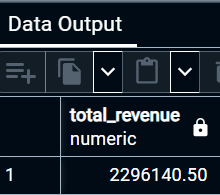 Data Output
total_revenue
numeric
1 2296140.50